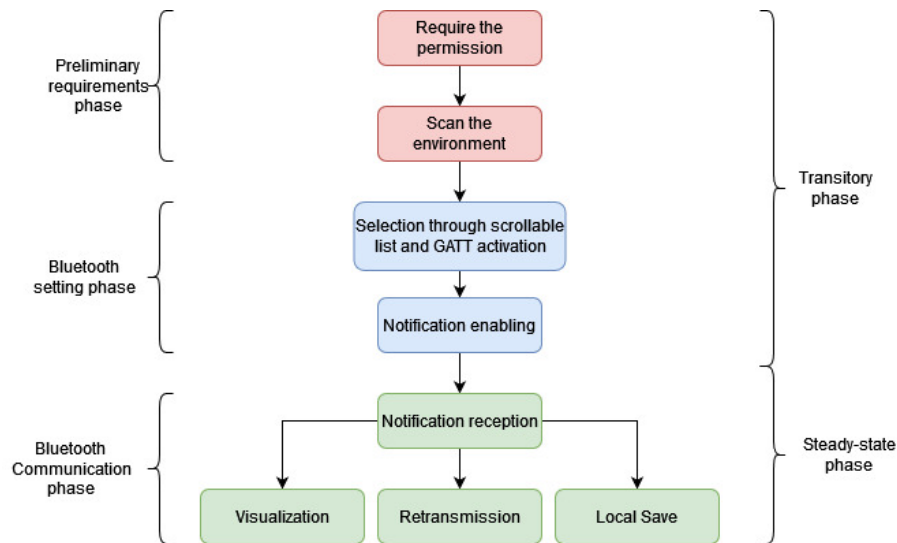 Require the
permission
Preliminary
requirements
phase
Scan the
environment
Transitory
phase
Selection through scrollable
list and GATT activation
Bluetooth
setting phase
Notification enabling
Notification reception
Bluetooth
Communication
phase
Steady-state
phase
Visualization
Retransmission
Local Save